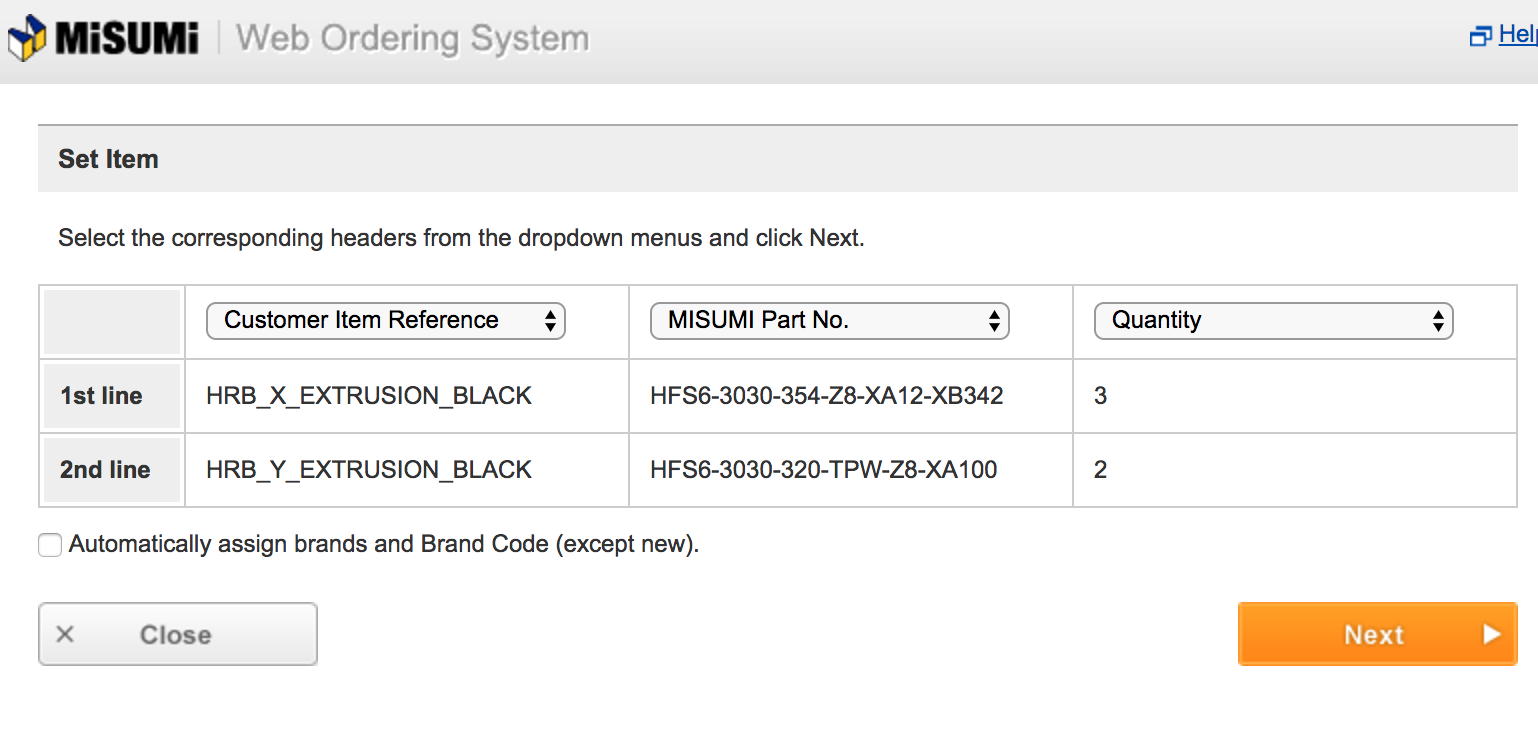 MiSUMi Web Ordering System
Set Item
Select the corresponding headers from the dropdown menus and click Next.
Customer Item Reference MISUMI Part No. Quantity
1st line HRB_X_EXTRUSION_BLACK HFS6-3030-354-Z8-XA12-XB342 3
2nd line HRB_Y_EXTRUSION_BLACK HFS6-3030-320-TPW-Z8-XA100 2
Automatically assign brands and Brand Code (except new).
Close Next